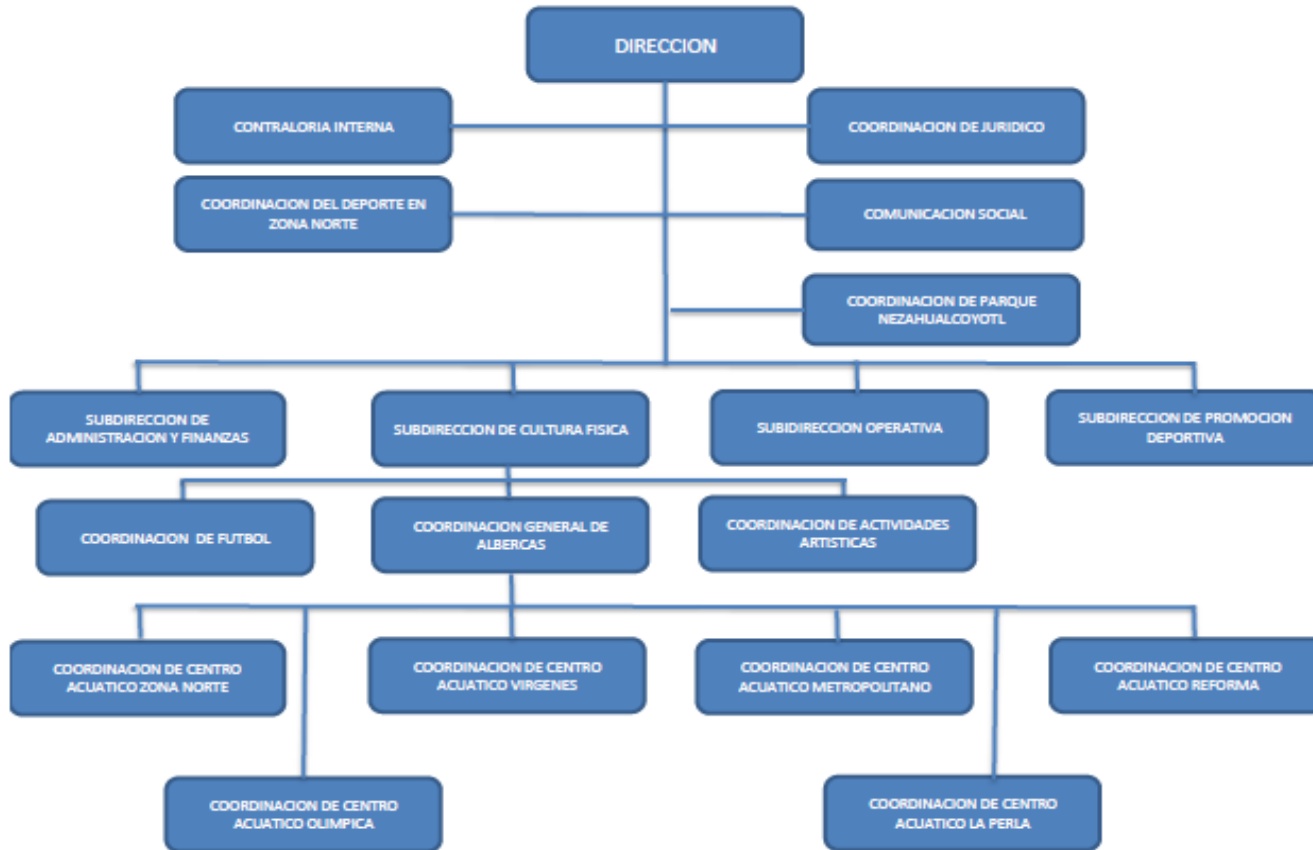 DIRECCION
CONTRALORIA INTERNA
COORDINACION DE JURIDICO
COORDINACION DEL DEPORTE EN
ZONA NORTE
COMUNICACION SOCIAL
COORDINACION DE PARQUE
NEZAHUALCOYOTL
SUBDIRECCION DE
ADMINISTRACION Y FINANZAS
SUBDIRECCION DE CULTURA FISICA
SUBIDIRECCION OPERATIVA
SUBDIRECCION DE PROMOCION
DEPORTIVA
COORDINACION DE FUTBOL
COORDINACION GENERAL DE
ALBERCAS
COORDINACION DE ACTIVIDADES
ARTISTICAS
COORDINACION DE CENTRO
ACUATICO ZONA NORTE
COORDINACION DE CENTRO
ACUATICO VIRGENES
COORDINACION DE CENTRO
ACUATICO METROPOLITANO
COORDINACION DE CENTRO
ACUATICO REFORMA
COORDINACION DE CENTRO
ACUATICO OLIMPICA
COORDINACION DE CENTRO
ACUATICO LA PERLA